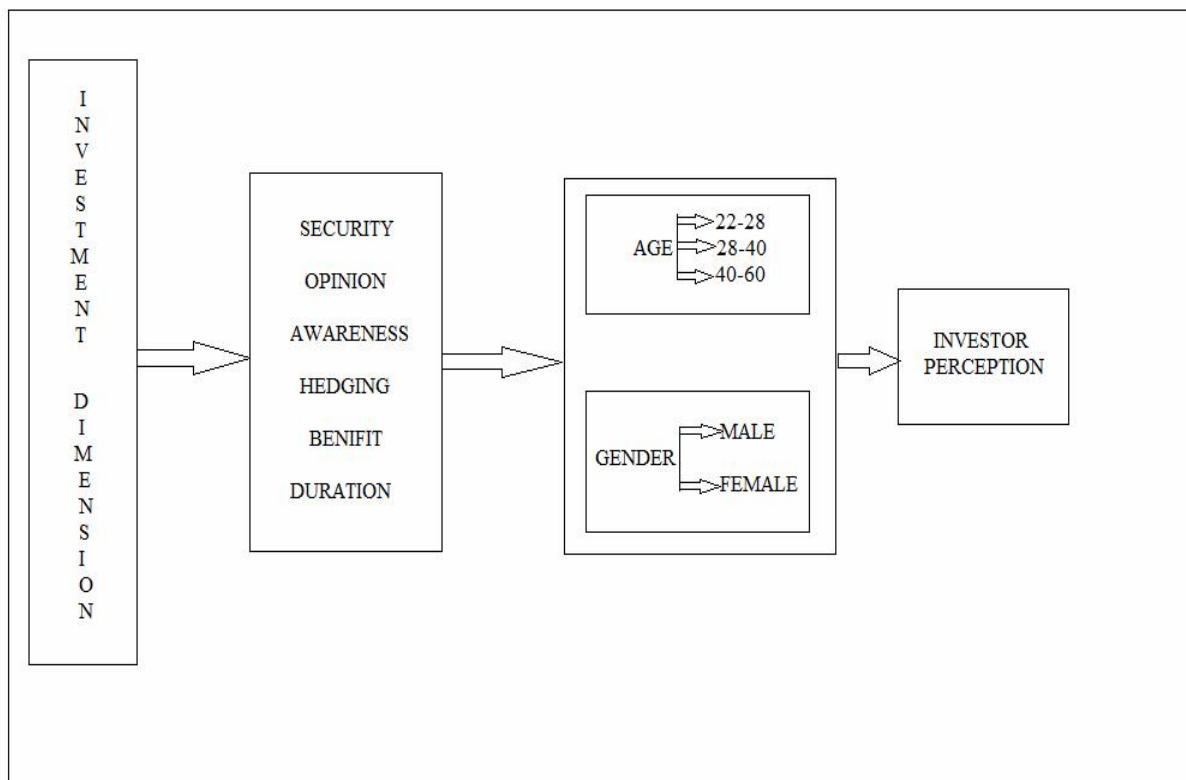 INVESTMENT DIMENSION
SECURITY
OPINION
AWARENESS
HEDGING
BENIFIT
DURATION
AGE
22-28
28-40
40-60
GENDER
MALE
FEMALE
INVESTOR
PERCEPTION